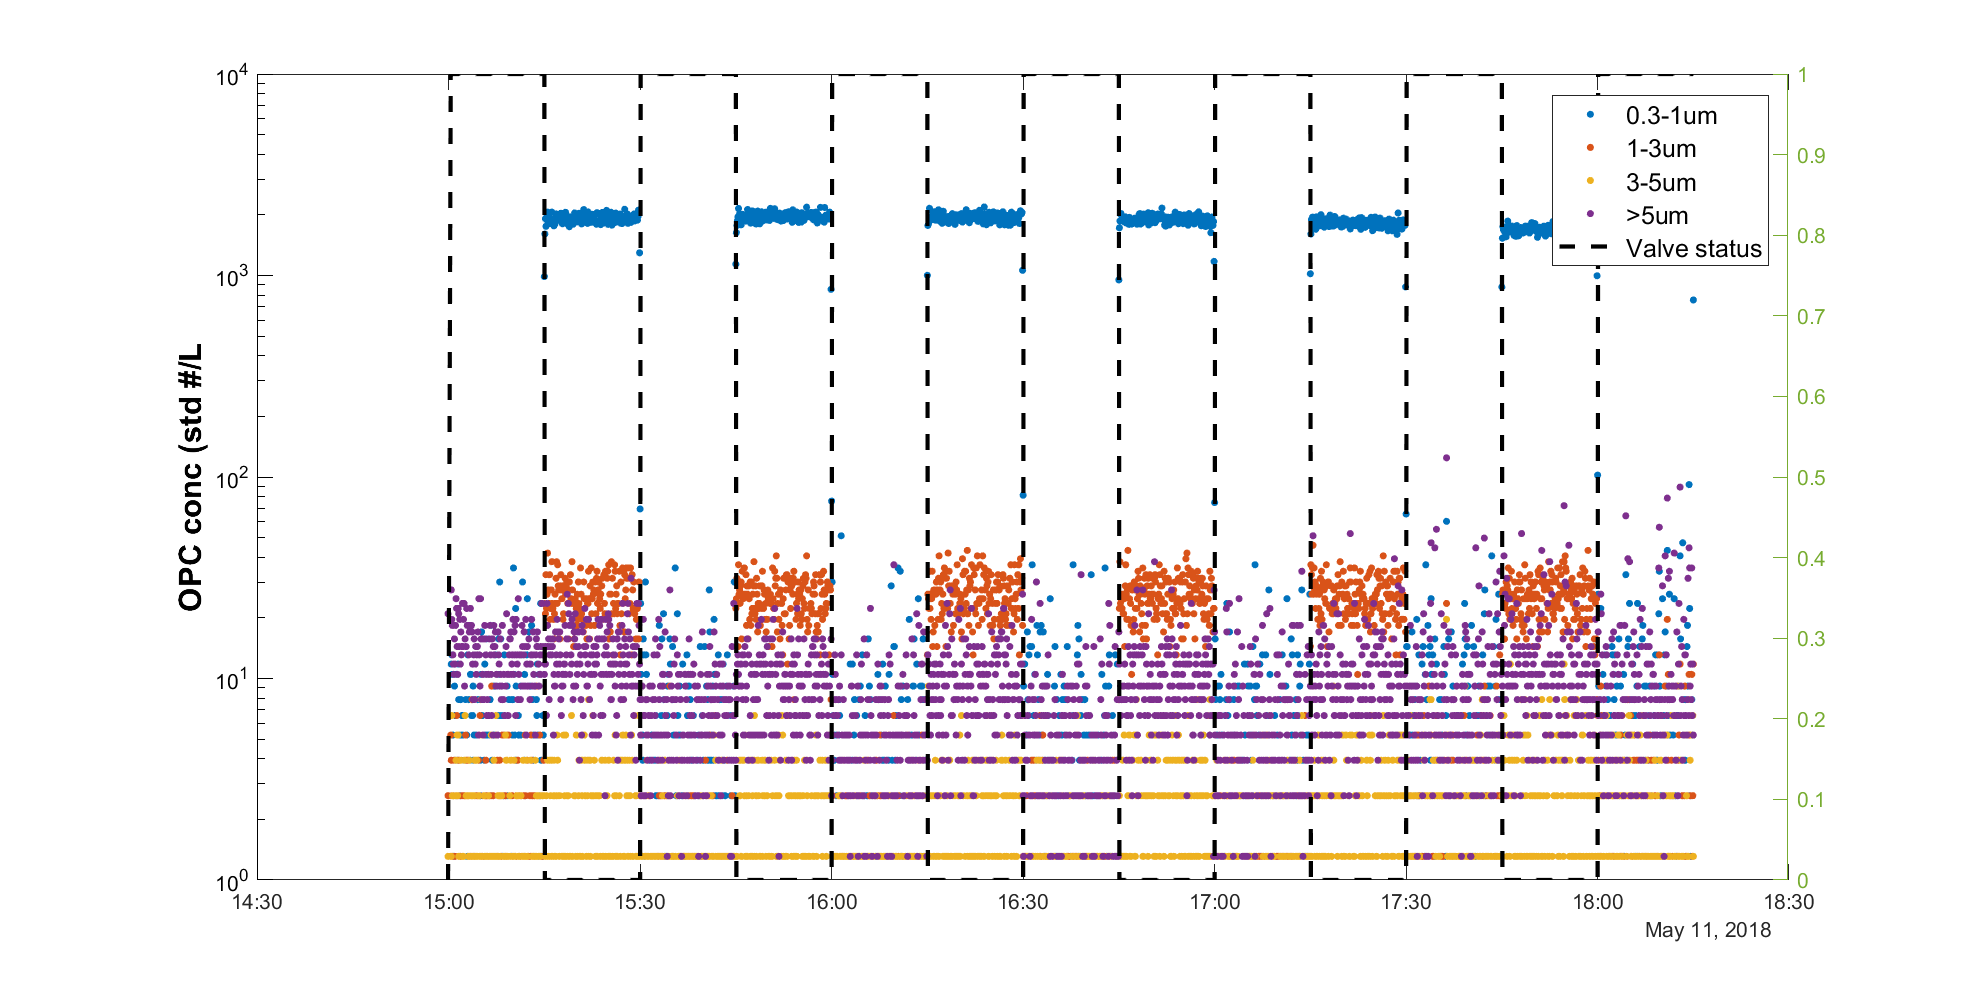 10^4
10^3
10^2
10^1
10^0
OPC conc (std #/L
1
0.9
0.8
0.7
0.6
0.5
0.4
0.3
0.2
0.1
0
0.3-1um
1-3um
3-5um
>5um
Valve status
14:30 15:00 15:30 16:00 16:30 17:00 17:30 18:00 18:30
May 11, 2018